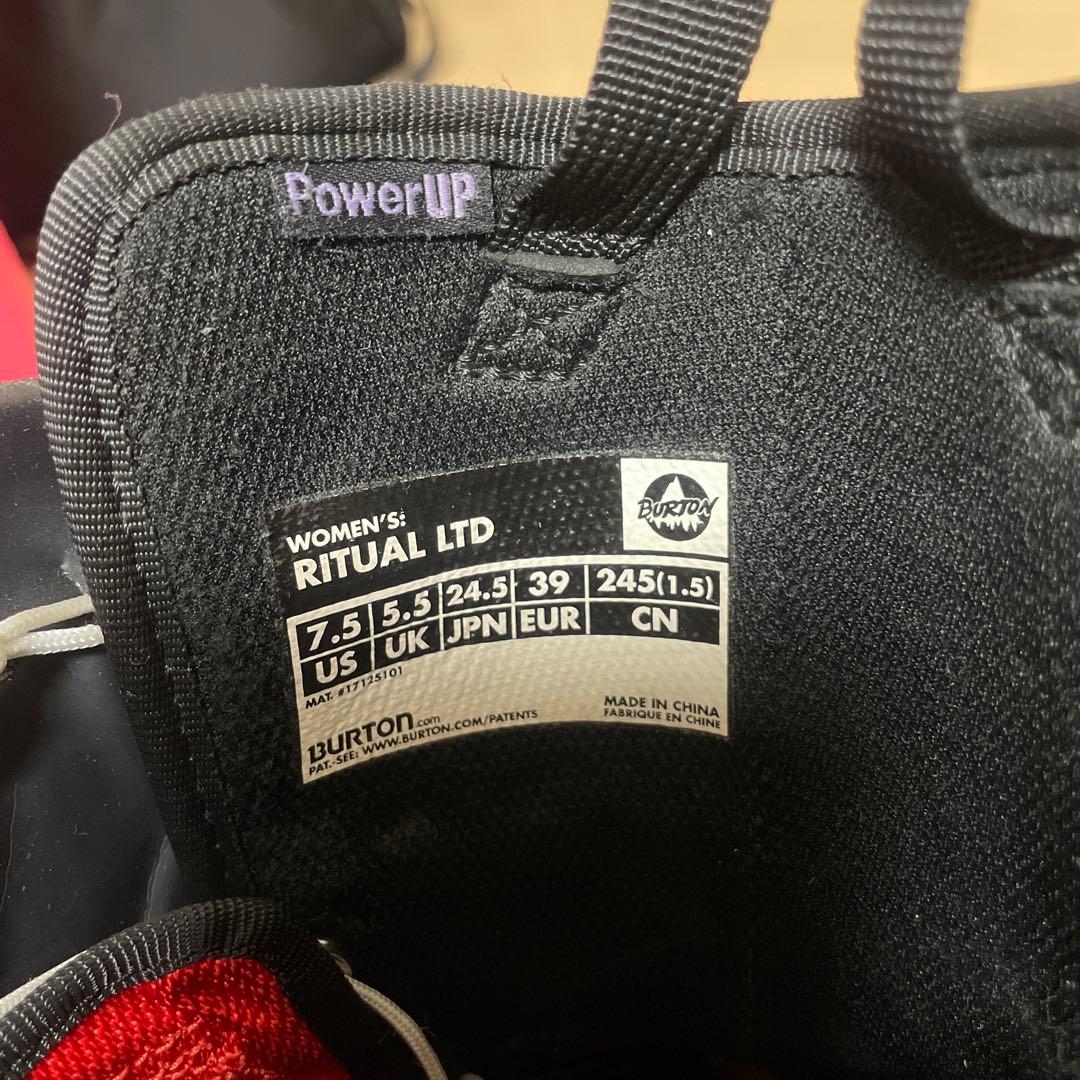 PowerUP
BURTON
WOMEN'S:
RITUAL LTD
7.5 5.5 24.5 39 245(1.5)
US UK JPN EUR CN
MAT. #17125101
MADE IN CHINA
FABRIQUE EN CHINE
BURTON.com
PAT.-SEE: WWW.BURTON.COM/PATENTS